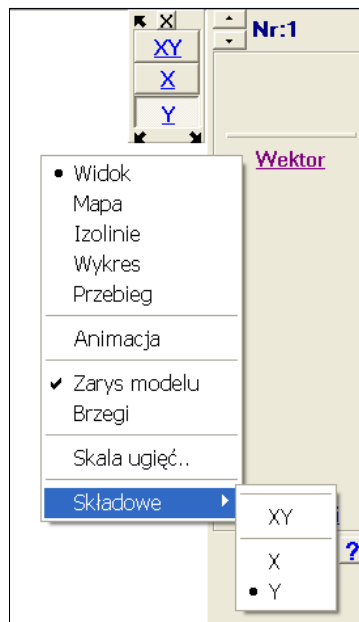 X
XY
X
Y
Nr:1
Wektor
Widok
Mapa
Izolinie
Wykres
Przebieg
Animacja
Zarys modelu
Brzegi
Skala ugięć..
Składowe
XY
X
Y
?